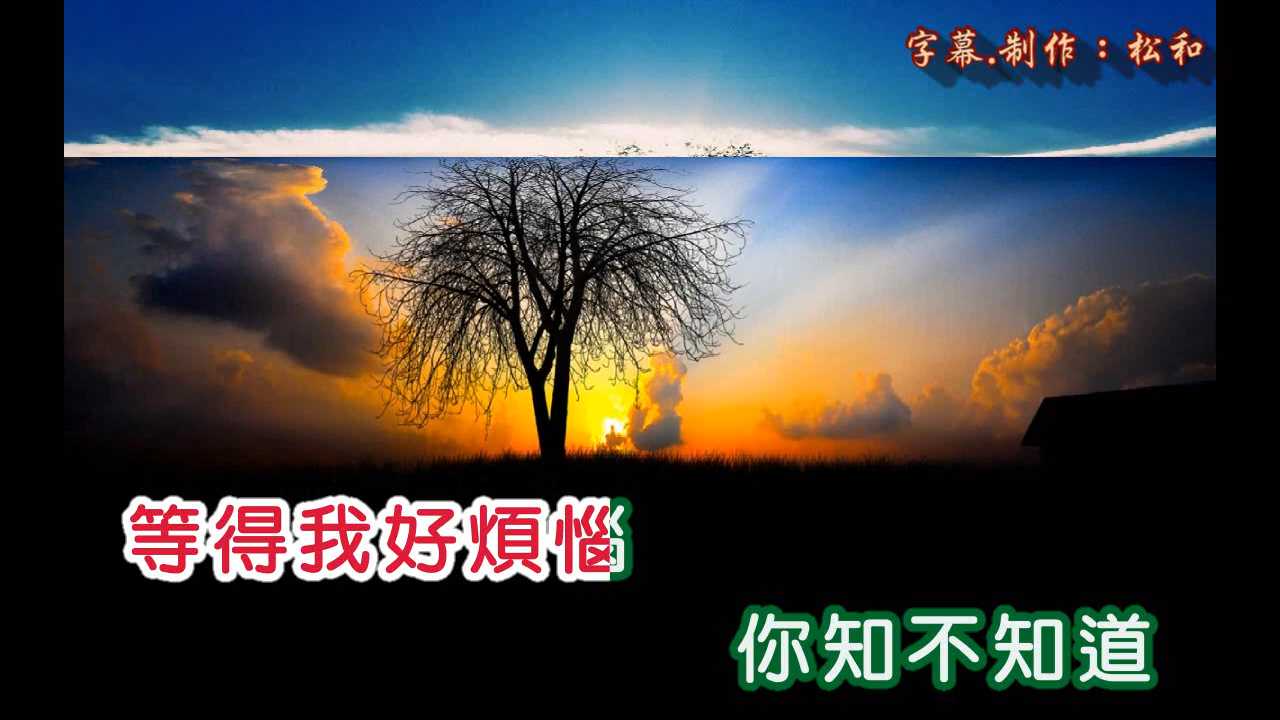 字幕.制作：松和
等得我好煩惱
你知不知道